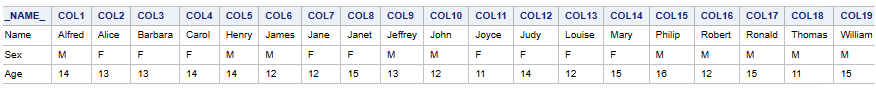 _NAME_ COL1 COL2 COL3 COL4 COL5 COL6 COL7 COL8 COL9 COL10 COL11 COL12 COL13 COL14 COL15 COL16 COL17 COL18 COL19
Name Alfred Alice Barbara Carol Henry James Jane Janet Jeffrey John Joyce Judy Louise Mary Philip Robert Ronald Thomas William
Sex M F F F M M F F M M F F F F M M M M M
Age 14 13 13 14 14 12 12 15 13 12 11 14 12 15 16 12 15 11 15